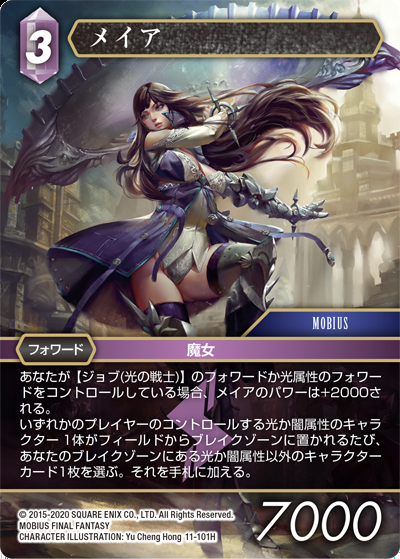 3
メイア
MOBIUS
フォワード
魔女
あなたが【ジョブ(光の戦士)】のフォワードか光属性のフォワー
ドをコントロールしている場合、メイアのパワーは+2000さ
れる。
いずれかのプレイヤーのコントロールする光か闇属性のキャラ
クター 1体がフィールドからブレイクゾーンに置かれるたび、
あなたのブレイクゾーンにある光か闇属性以外のキャラクター
カード1枚を選ぶ。それを手札に加える。
© 2015-2020 SQUARE ENIX CO., LTD. All Rights Reserved.
MOBIUS FINAL FANTASY
CHARACTER ILLUSTRATION: Yu Cheng Hong 11-101H
7000